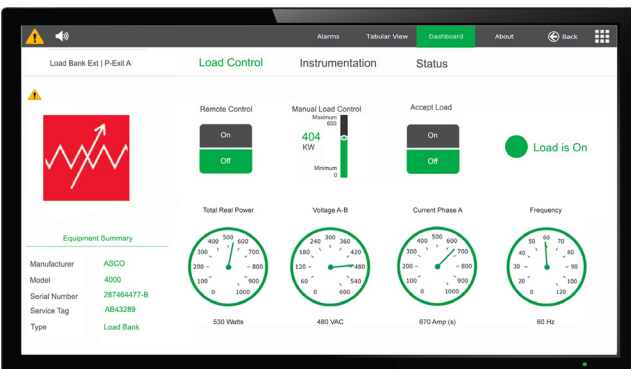 Alarms Tabular View Dashboard About Back
Load Bank Ext | P-Exit A Load Control Instrumentation Status
Remote Control Manual Load Control Accept Load
Maximum
600
On 404 On
KW
Off Off
Minimum
0
Load is On
Total Real Power Voltage A-B Current Phase A Frequency
0 100 200 300 400 500 600 700 800 900 1000
0 60 120 180 240 300 360 420 480 540 600
0 100 200 300 400 500 600 700 800 900 1000
0 20 30 40 50 60 70 80 90 120
530 Watts 480 VAC 670 Amp (s) 60 Hz
Equipment Summary
Manufacturer ASCO
Model 4000
Serial Number 287464477-B
Service Tag AB43289
Type Load Bank